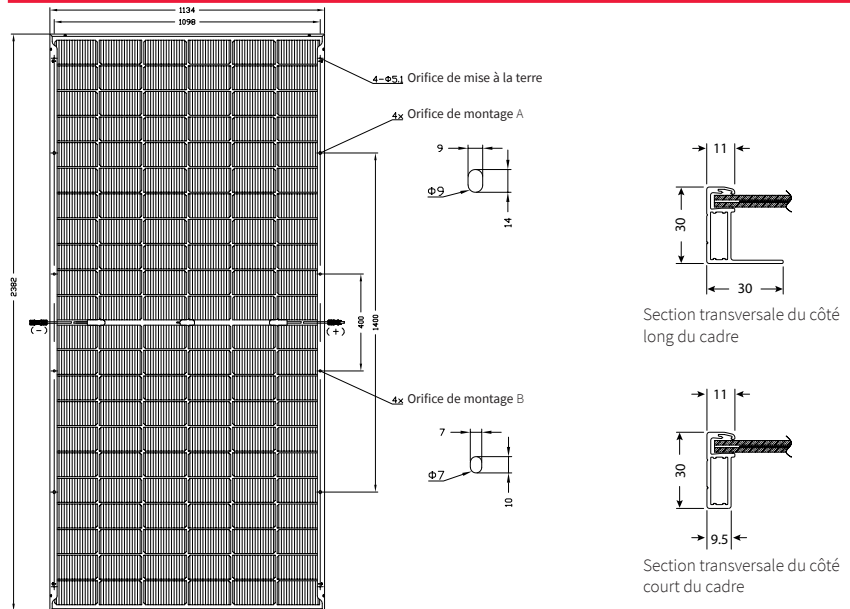 1134
1098
4-Φ5.1 Orifice de mise à la terre
4x Orifice de montage A
9
Φ9
14
11
30
30
Section transversale du côté
long du cadre
2382
400
1400
(-)
(+)
4x Orifice de montage B
7
Φ7
10
11
30
9.5
Section transversale du côté
court du cadre